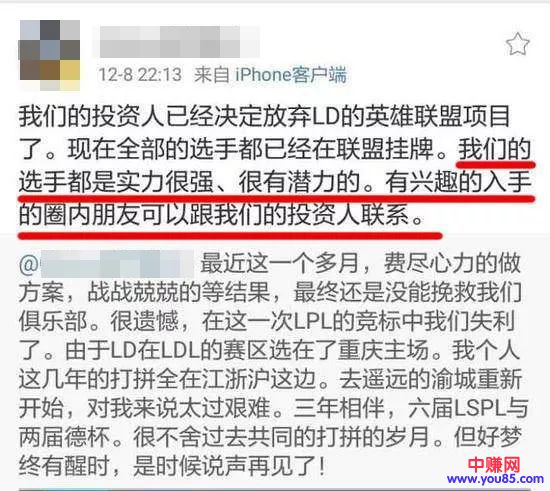 12-8 22:13 来自 iPhone客户端
我们的投资人已经决定放弃LD的英雄联盟项目
了。现在全部的选手都已经在联盟挂牌。我们的
选手都是实力很强、很有潜力的。有兴趣的入手
的圈内朋友可以跟我们的投资人联系。
@ 最近这一个多月，费尽心力的做
方案，战战兢兢的等结果，最终还是没能挽救我们
俱乐部。很遗憾，在这一次LPL的竞标中我们失利
了。由于LD在LDL的赛区选在了重庆主场。我个人
这几年的打拼全在江浙沪这边。去遥远的渝城重新
开始，对我来说太过艰难。三年相伴，六届LSPL与
两届德杯。很不舍过去共同的打拼的岁月。但好梦
终有醒时，是时候说声再见了！
中赚网
www.you85.com